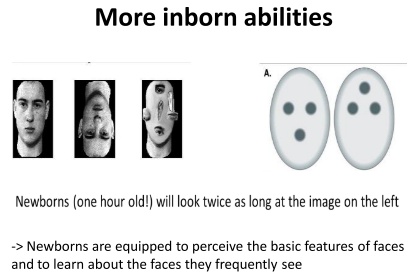 More inborn abilities
A.
Newborns (one hour old!) will look twice as long at the image on the left
-> Newborns are equipped to perceive the basic features of faces
and to learn about the faces they frequently see